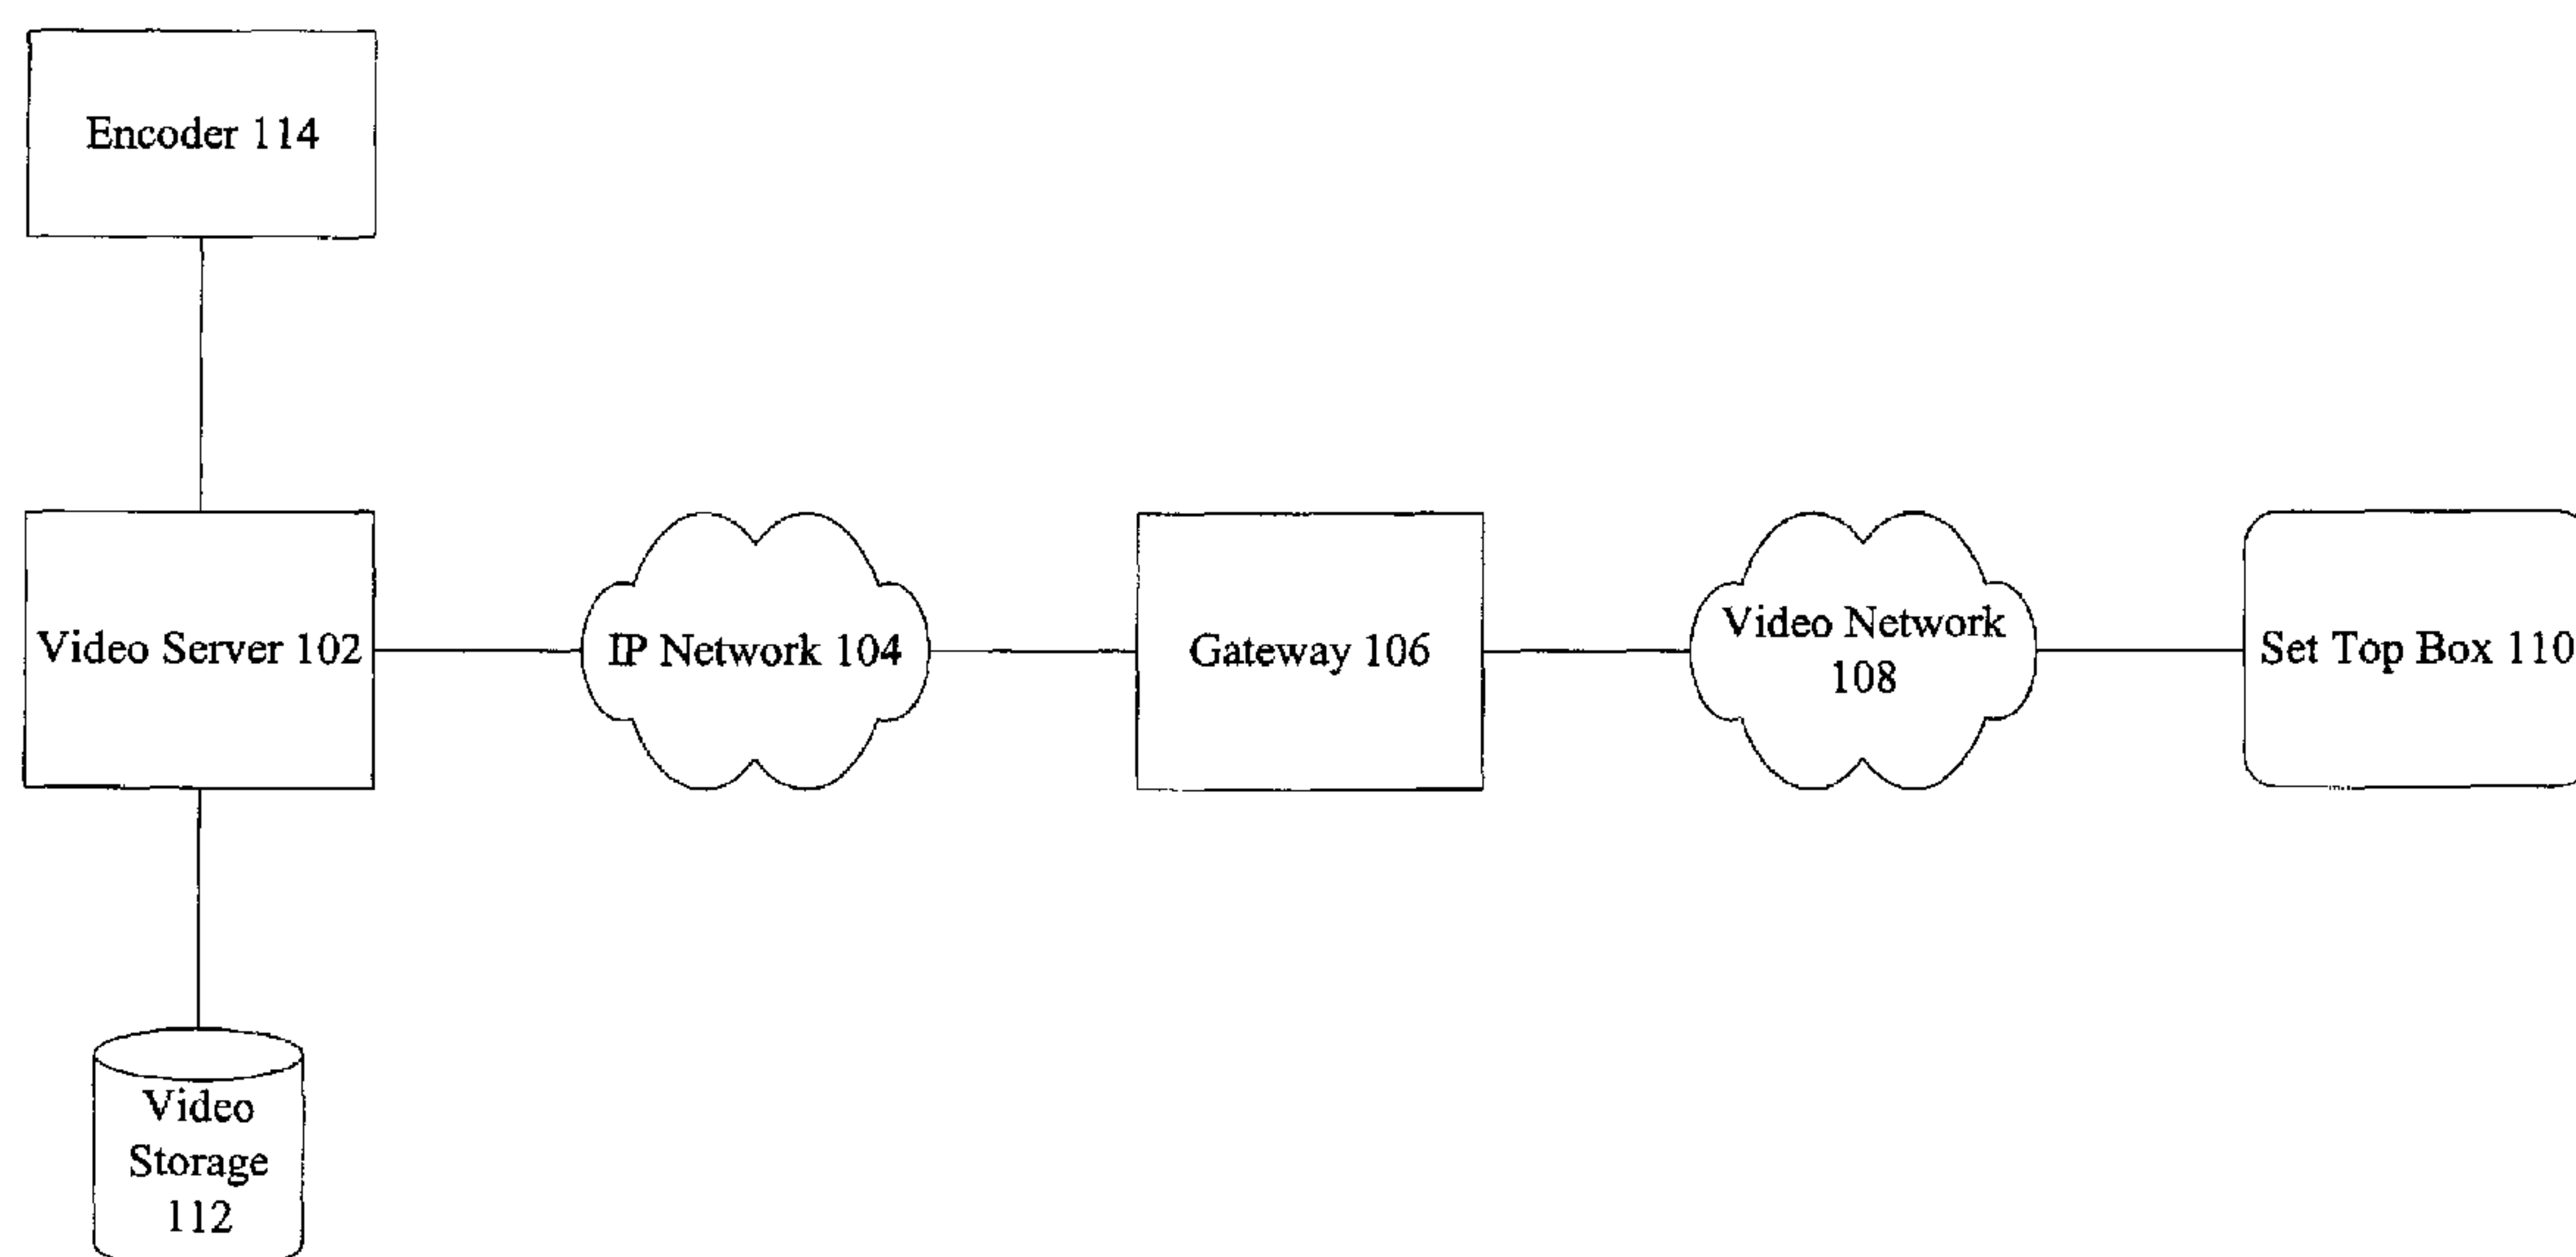 Encoder 114
Video Server 102
IP Network 104
Gateway 106
Video Network
108
Set Top Box 110
Video
Storage
112